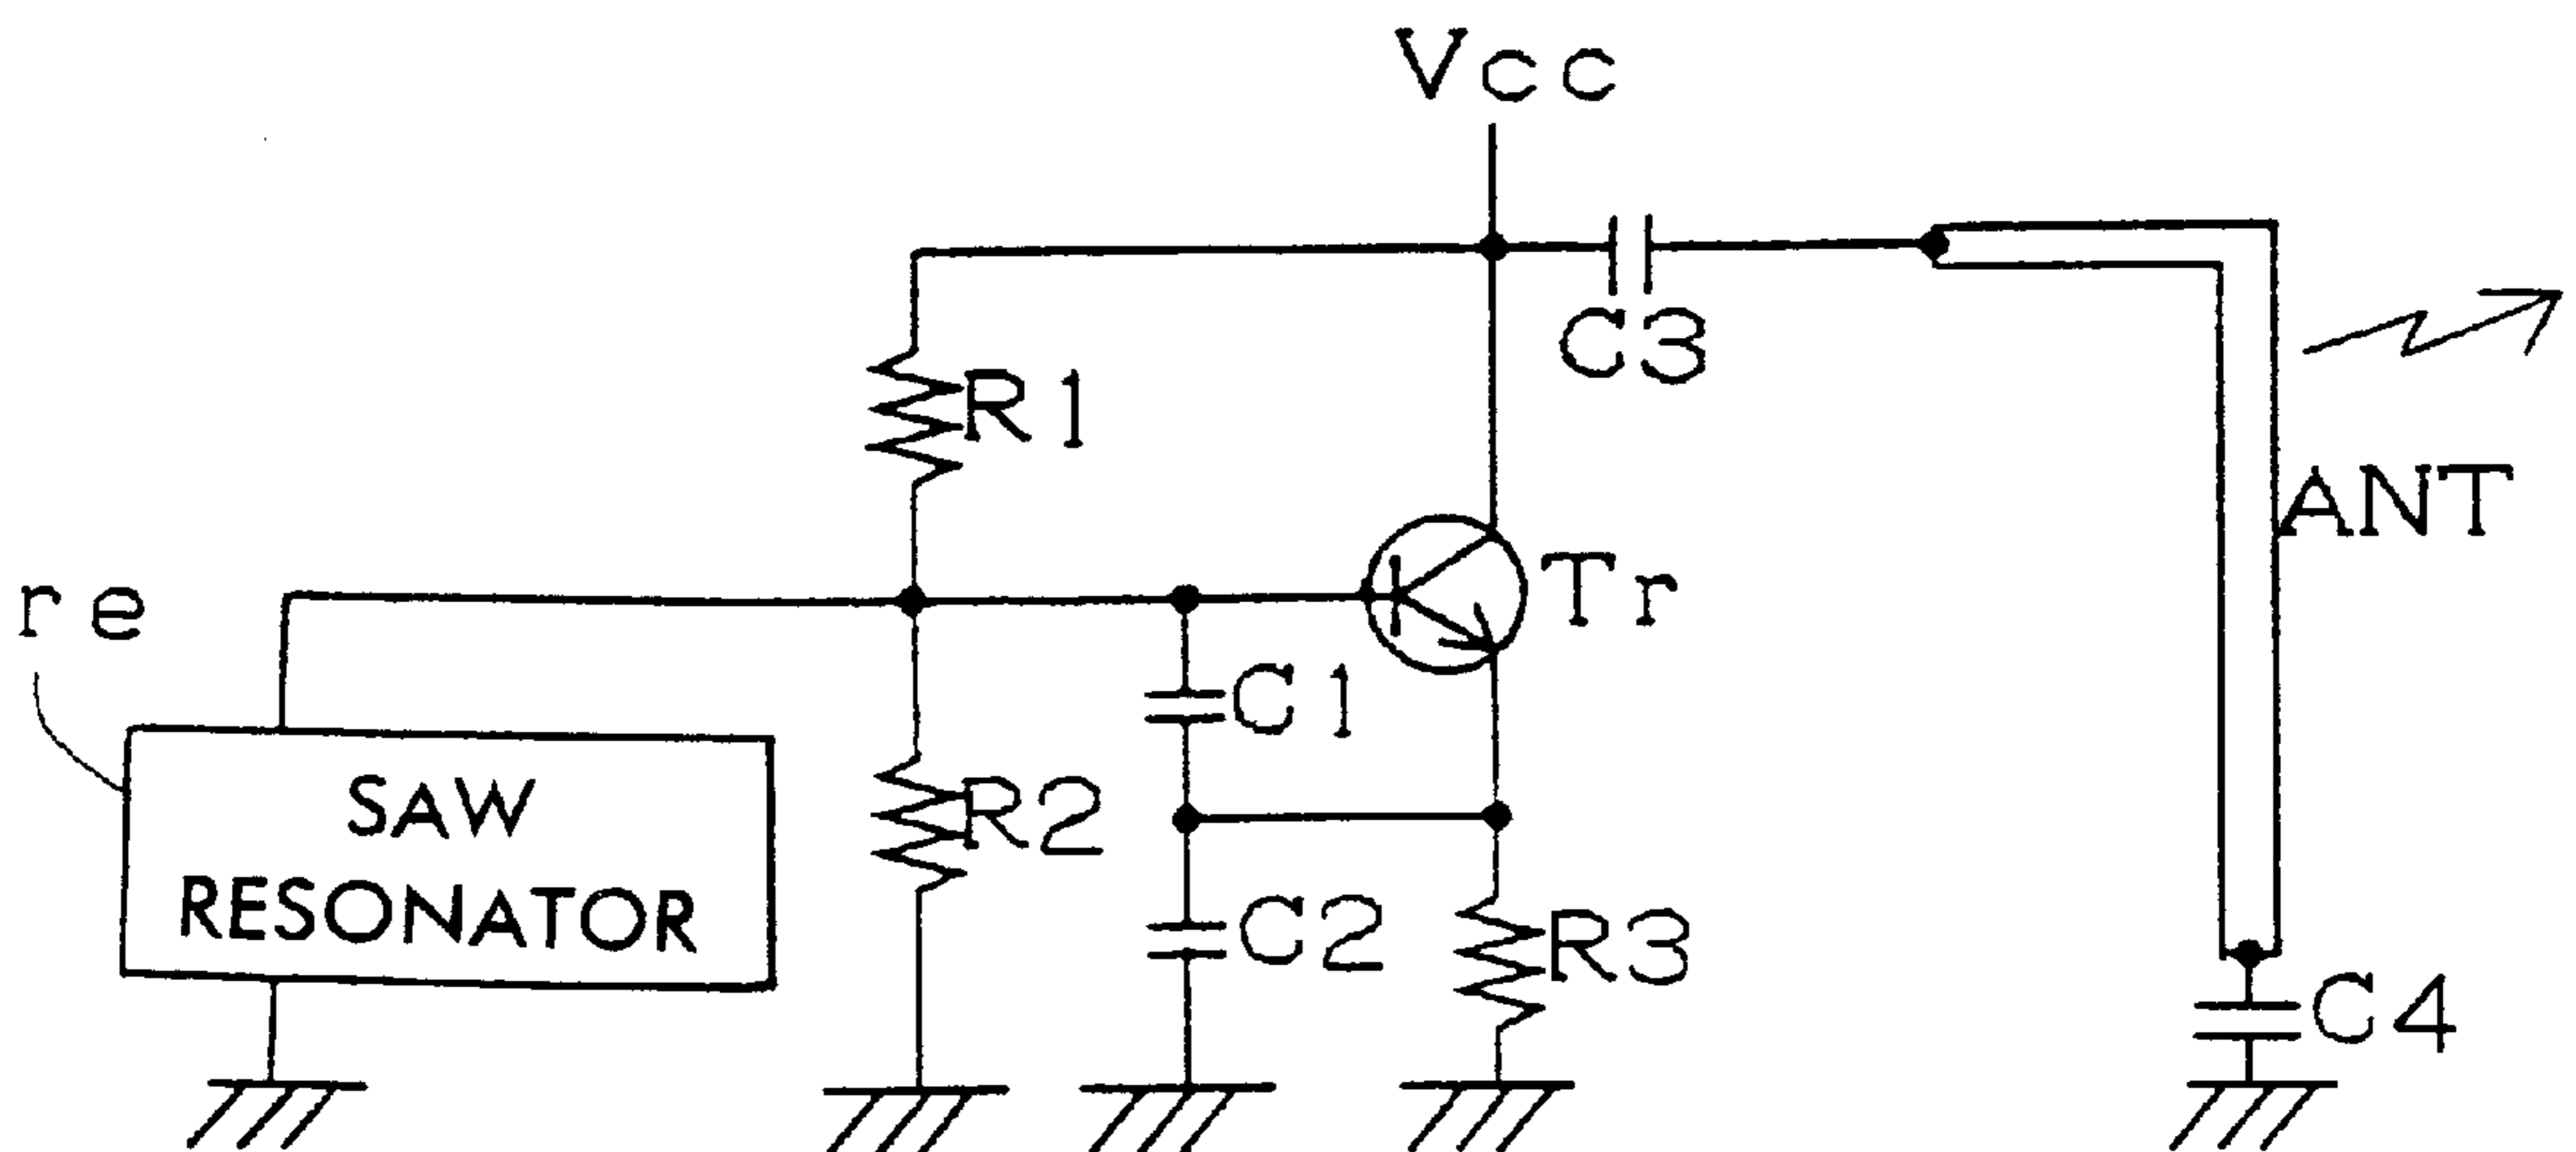 Vcc
C3
R1
ANT
Tr
re
C1
SAW
RESONATOR
R2
C2
R3
C4